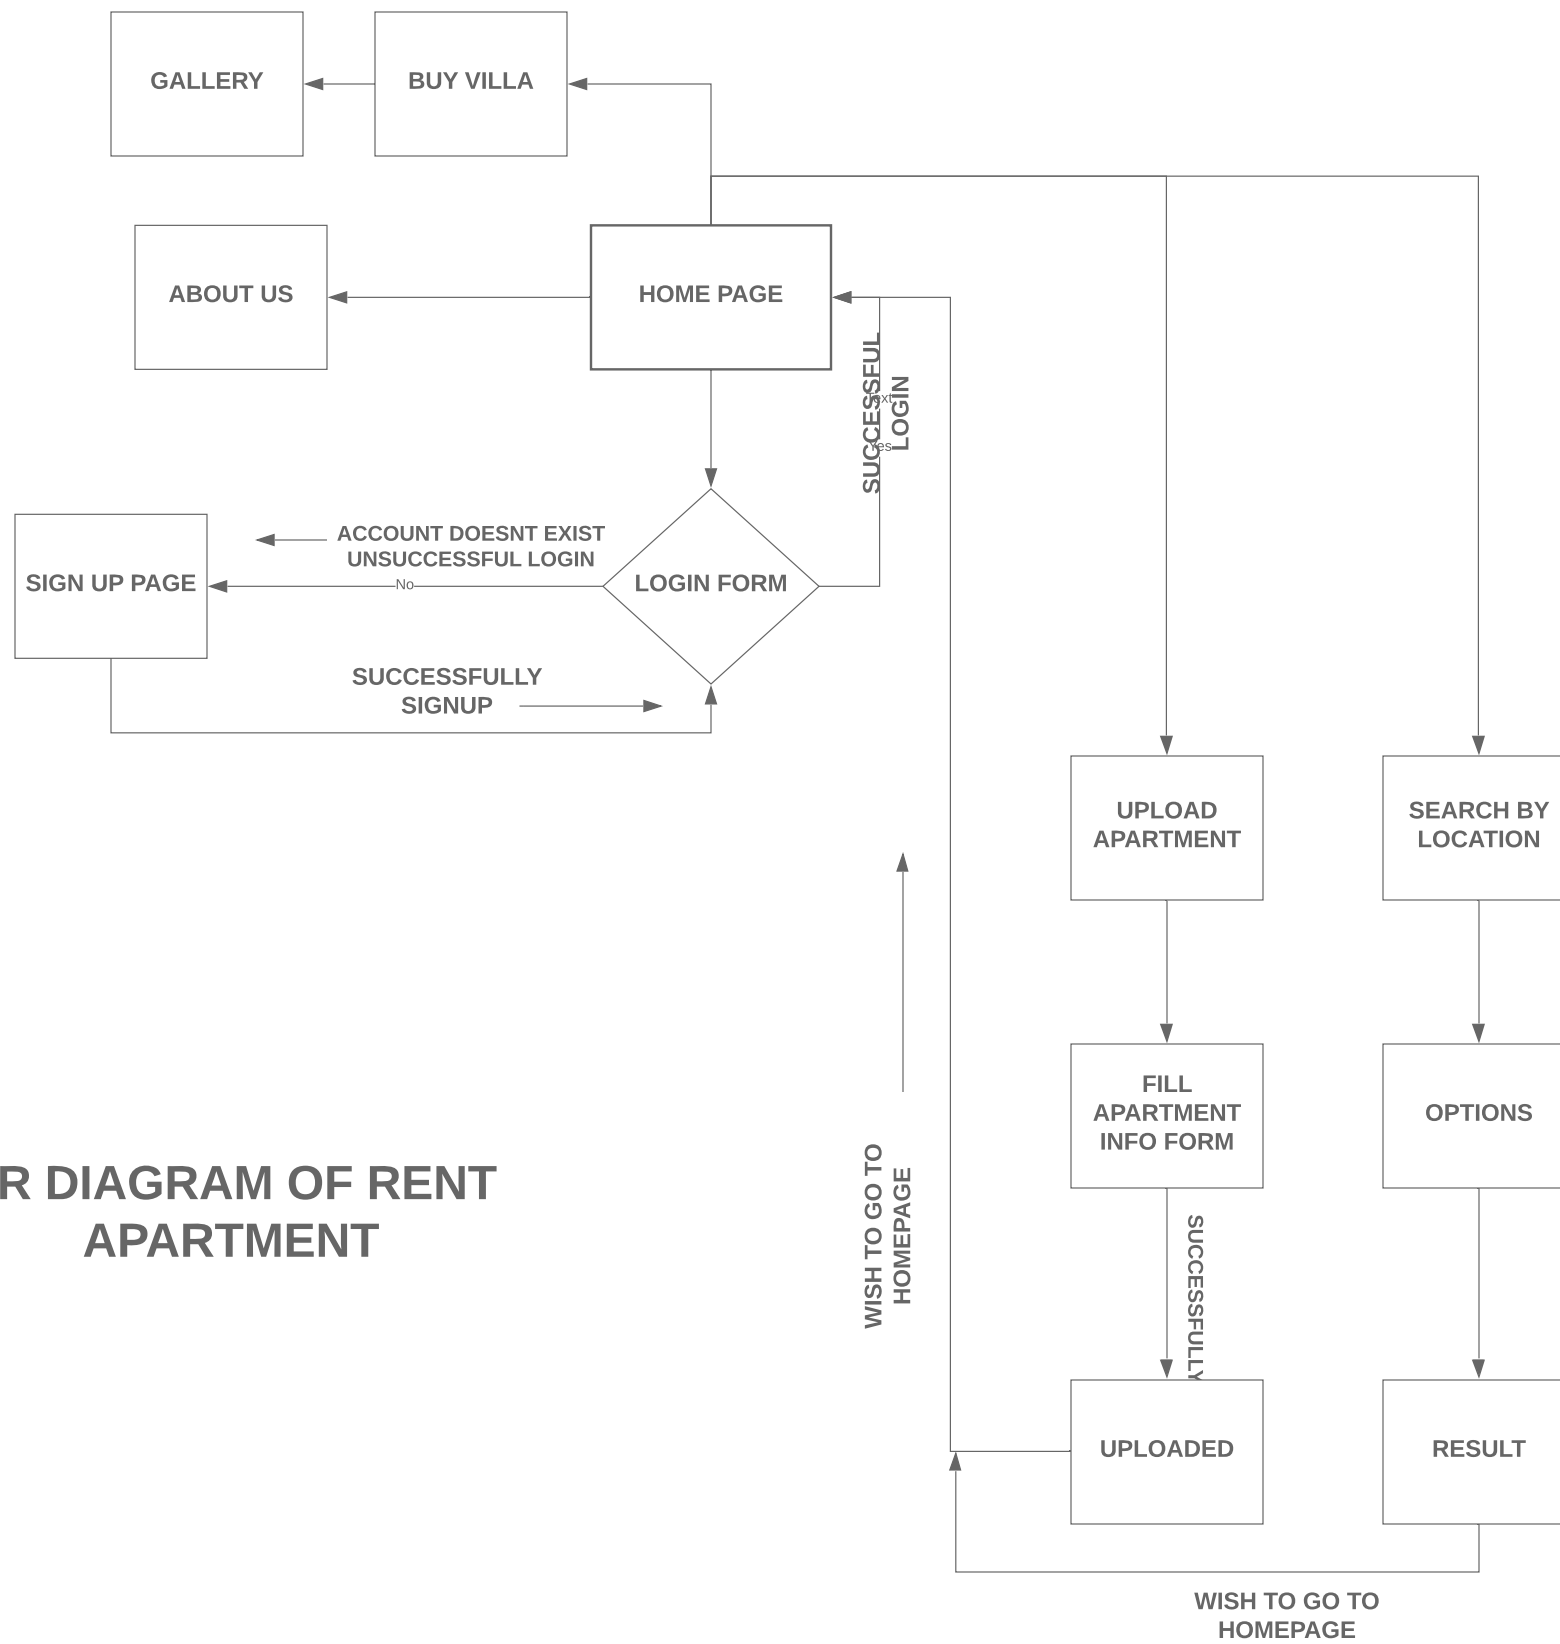 GALLERY
BUY VILLA
ABOUT US
HOME PAGE
SUCCESSFUL
LOGIN
Text
Yes
ACCOUNT DOESNT EXIST
UNSUCCESSFUL LOGIN
No
SIGN UP PAGE
LOGIN FORM
SUCCESSFULLY
SIGNUP
UPLOAD
APARTMENT
SEARCH BY
LOCATION
FILL
APARTMENT
INFO FORM
OPTIONS
R DIAGRAM OF RENT
APARTMENT
WISH TO GO TO
HOMEPAGE
SUCCESSFULLY
UPLOADED
RESULT
WISH TO GO TO
HOMEPAGE